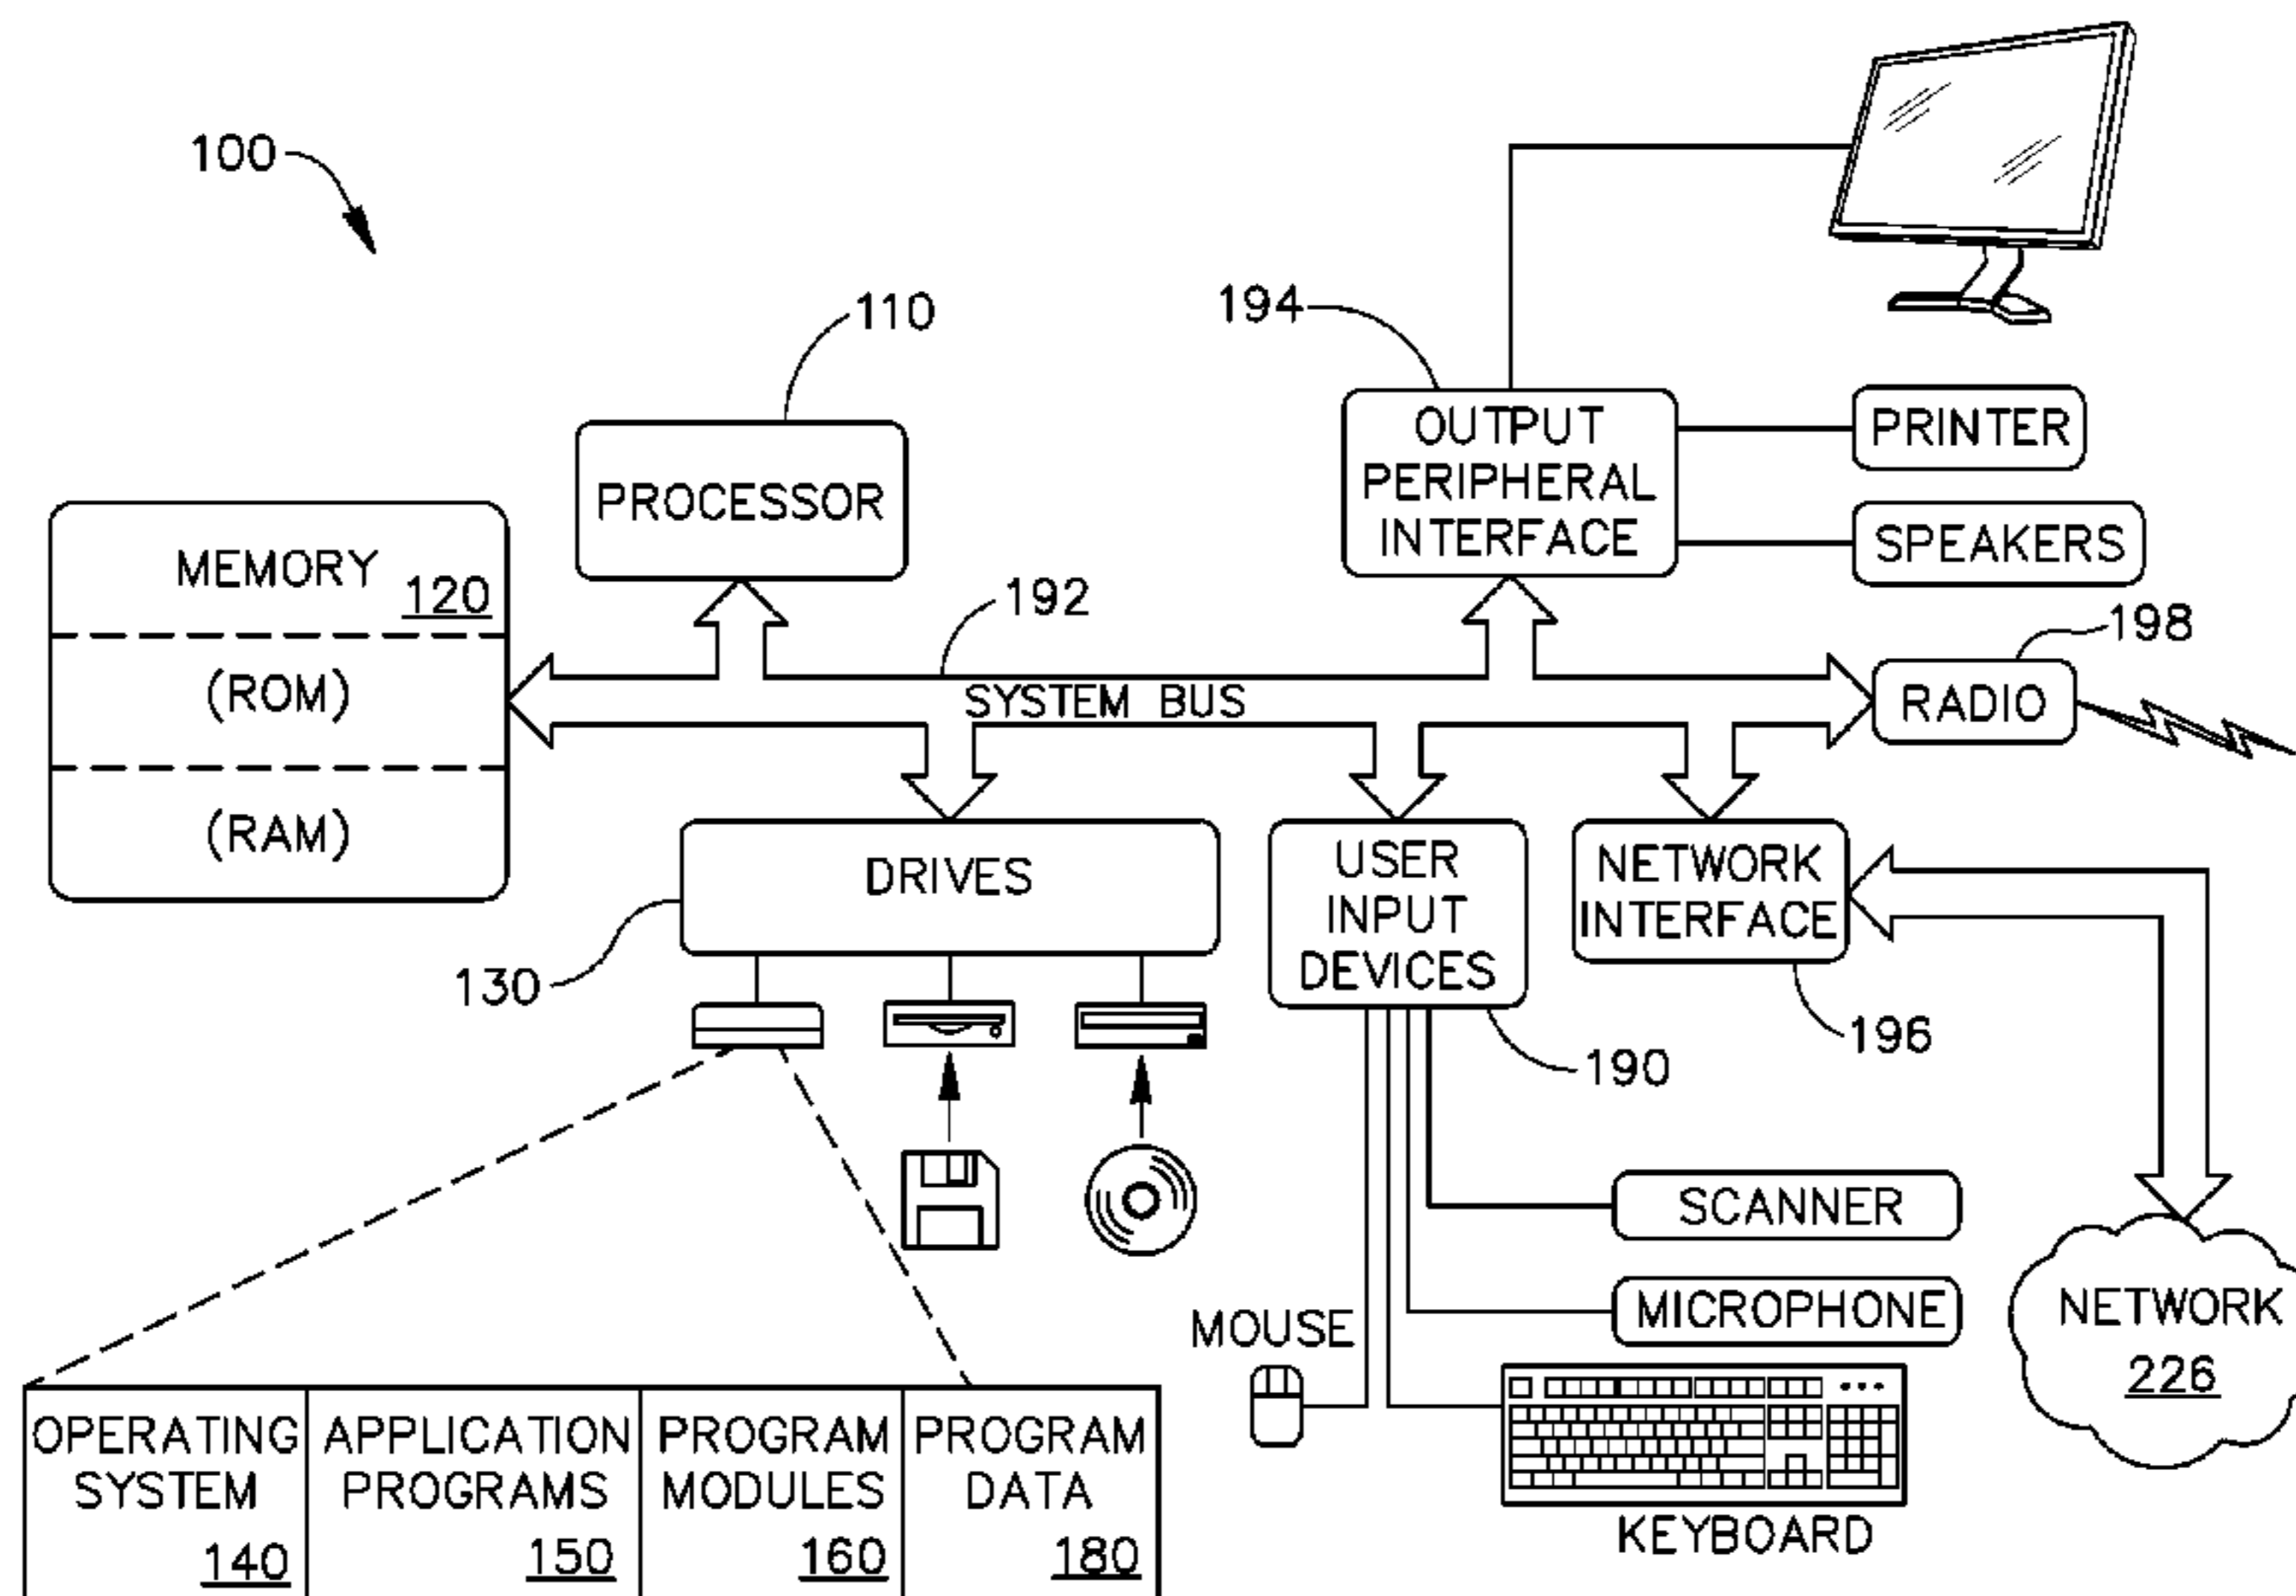 100
110
194
OUTPUT
PERIPHERAL
INTERFACE
PRINTER
SPEAKERS
PROCESSOR
MEMORY
120
(ROM)
(RAM)
192
SYSTEM BUS
198
RADIO
DRIVES
130
USER
INPUT
DEVICES
190
NETWORK
INTERFACE
196
SCANNER
MICROPHONE
MOUSE
KEYBOARD
NETWORK
226
OPERATING
SYSTEM
140
APPLICATION
PROGRAMS
150
PROGRAM
MODULES
160
PROGRAM
DATA
180